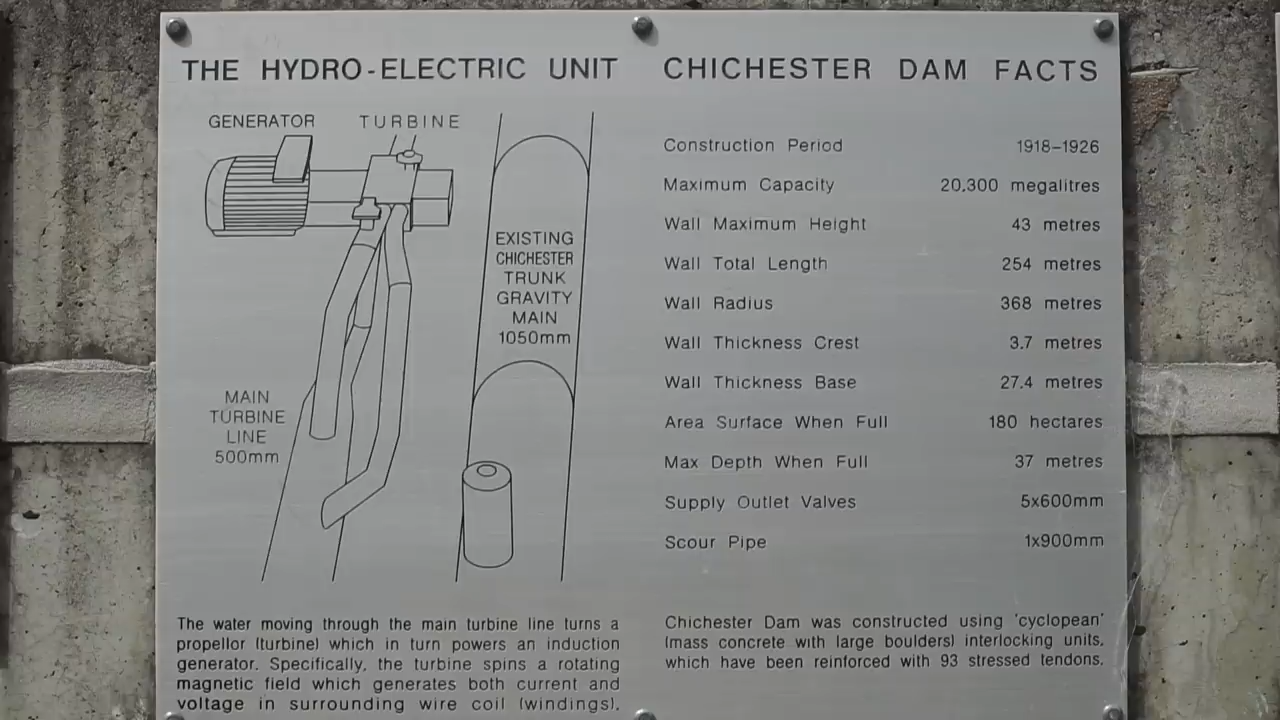 THE HYDRO-ELECTRIC UNIT
GENERATOR
TURBINE
EXISTING
CHICHESTER
TRUNK
GRAVITY
MAIN
1050mm
MAIN
TURBINE
LINE
500mm
The water moving through the main turbine line turns a
propellor (turbine) which in turn powers an induction
generator. Specifically, the turbine spins a rotating
magnetic field which generates both current and
voltage in surrounding wire coil (windings).
CHICHESTER DAM FACTS
Construction Period 1918-1926
Maximum Capacity 20.300 megalitres
Wall Maximum Height 43 metres
Wall Total Length 254 metres
Wall Radius 368 metres
Wall Thickness Crest 3.7 metres
Wall Thickness Base 27.4 metres
Area Surface When Full 180 hectares
Max Depth When Full 37 metres
Supply Outlet Valves 5x600mm
Scour Pipe 1x900mm
Chichester Dam was constructed using 'cyclopean'
(mass concrete with large boulders) interlocking units,
which have been reinforced with 93 stressed tendons.